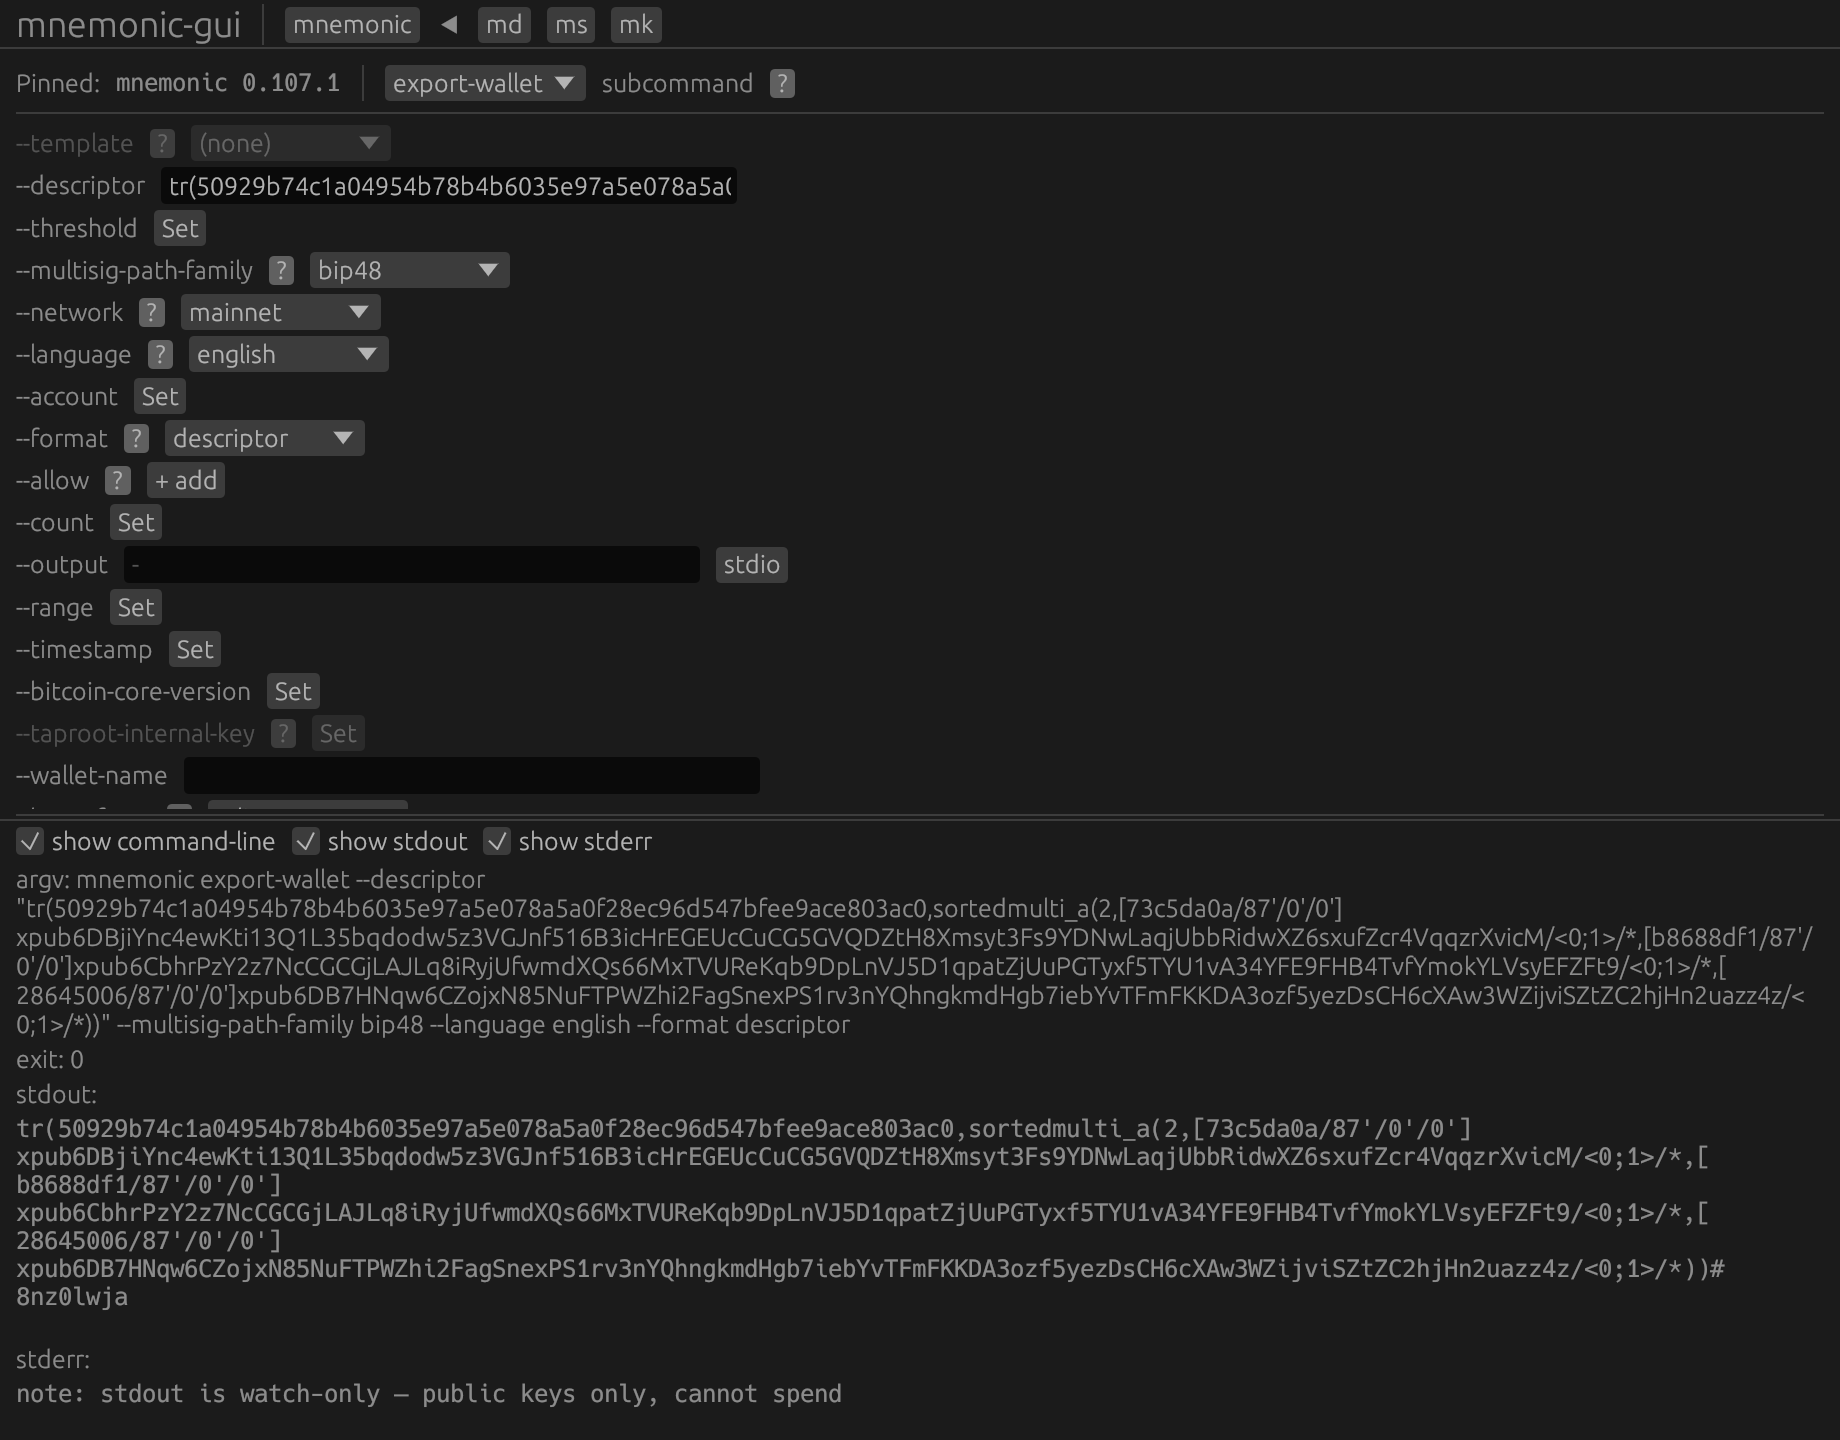 mnemonic-gui mnemonic ◀ md ms mk
Pinned: mnemonic 0.107.1 export-wallet ▼ subcommand ?
--template ? (none) ▼
--descriptor tr(50929b74c1a04954b78b4b6035e97a5e078a5a0
--threshold Set
--multisig-path-family ? bip48 ▼
--network ? mainnet ▼
--language ? english ▼
--account Set
--format ? descriptor ▼
--allow ? + add
--count Set
--output - stdio
--range Set
--timestamp Set
--bitcoin-core-version Set
--taproot-internal-key ? Set
--wallet-name
✓ show command-line ✓ show stdout ✓ show stderr
argv: mnemonic export-wallet --descriptor
"tr(50929b74c1a04954b78b4b6035e97a5e078a5a0f28ec96d547bfee9ace803ac0,sortedmulti_a(2,[73c5da0a/87'/0'/0']
xpub6DBjiYnc4ewKti13Q1L35bqdodw5z3VGJnf516B3icHrEGEUcCuCG5GVQDZtH8Xmsyt3Fs9YDNwLaqjUbbRidwXZ6sxufZcr4VqqzrXvicM/<0;1>/*,[b8688df1/87'/
0'/0']xpub6CbhrPzY2z7NcCGCGjLAJLq8iRyjUfwmdXQs66MxTVUReKqb9DpLnVJ5D1qpatZjUuPGTyxf5TYU1vA34YFE9FHB4TvfYmokYLVsyEFZFt9/<0;1>/*,[
28645006/87'/0'/0']xpub6DB7HNqw6CZojxN85NuFTPWZhi2FagSnexPS1rv3nYQhngkmdHgb7iebYvTFmFKKDA3ozf5yezDsCH6cXAw3WZijviSZtZC2hjHn2uazz4z/<
0;1>/*))" --multisig-path-family bip48 --language english --format descriptor
exit: 0
stdout:
tr(50929b74c1a04954b78b4b6035e97a5e078a5a0f28ec96d547bfee9ace803ac0,sortedmulti_a(2,[73c5da0a/87'/0'/0']
xpub6DBjiYnc4ewKti13Q1L35bqdodw5z3VGJnf516B3icHrEGEUcCuCG5GVQDZtH8Xmsyt3Fs9YDNwLaqjUbbRidwXZ6sxufZcr4VqqzrXvicM/<0;1>/*,[
b8688df1/87'/0'/0']
xpub6CbhrPzY2z7NcCGCGjLAJLq8iRyjUfwmdXQs66MxTVUReKqb9DpLnVJ5D1qpatZjUuPGTyxf5TYU1vA34YFE9FHB4TvfYmokYLVsyEFZFt9/<0;1>/*,[
28645006/87'/0'/0']
xpub6DB7HNqw6CZojxN85NuFTPWZhi2FagSnexPS1rv3nYQhngkmdHgb7iebYvTFmFKKDA3ozf5yezDsCH6cXAw3WZijviSZtZC2hjHn2uazz4z/<0;1>/*))#
8nz0lwja
stderr:
note: stdout is watch-only — public keys only, cannot spend